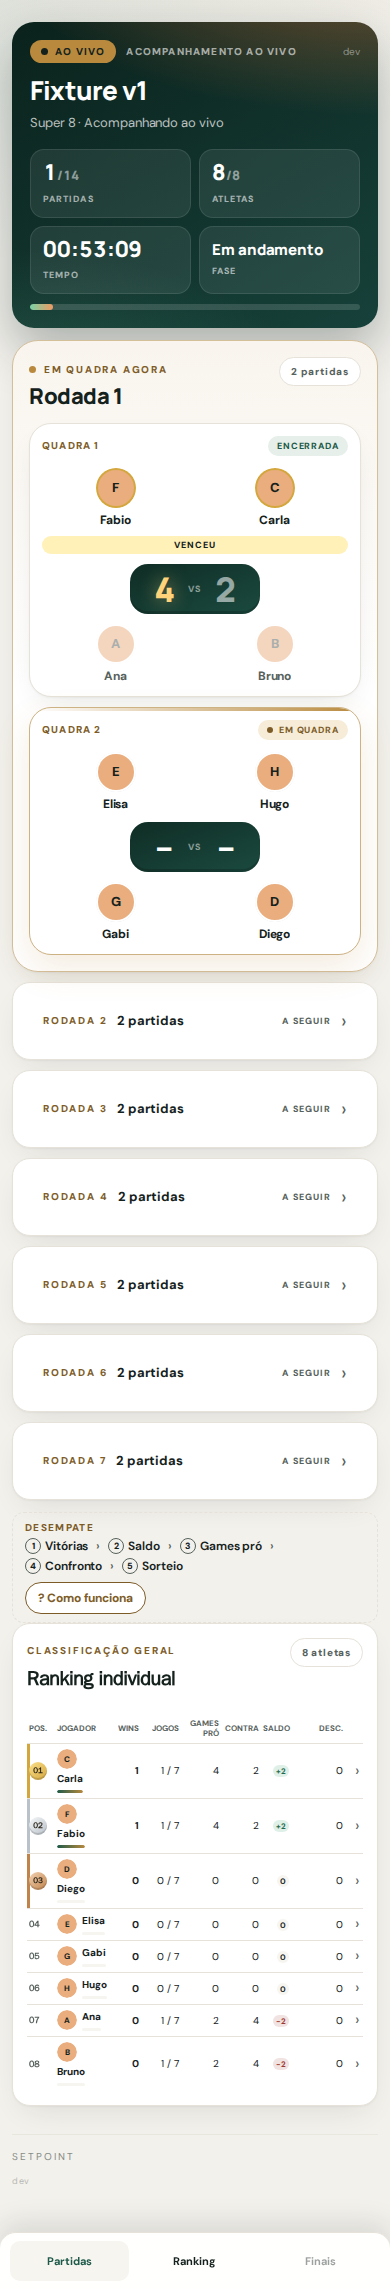 AO VIVO ACOMPANHAMENTO AO VIVO dev
Fixture v1
Super 8 · Acompanhando ao vivo
1 /14
PARTIDAS
8 /8
ATLETAS
00:53:09
TEMPO
Em andamento
FASE
EM QUADRA AGORA
Rodada 1
2 partidas
QUADRA 1 ENCERRADA
F C
Fabio Carla
VENCEU
4 VS 2
A B
Ana Bruno
QUADRA 2 EM QUADRA
E H
Elisa Hugo
– VS –
G D
Gabi Diego
RODADA 2 2 partidas A SEGUIR ›
RODADA 3 2 partidas A SEGUIR ›
RODADA 4 2 partidas A SEGUIR ›
RODADA 5 2 partidas A SEGUIR ›
RODADA 6 2 partidas A SEGUIR ›
RODADA 7 2 partidas A SEGUIR ›
DESEMPATE
1 Vitórias › 2 Saldo › 3 Games pró ›
4 Confronto › 5 Sorteio
? Como funciona
CLASSIFICAÇÃO GERAL
Ranking individual
8 atletas
POS. JOGADOR WINS JOGOS GAMES PRÓ CONTRA SALDO DESC.
01 C Carla 1 1 / 7 4 2 +2 0 ›
02 F Fabio 1 1 / 7 4 2 +2 0 ›
03 D Diego 0 0 / 7 0 0 0 0 ›
04 E Elisa 0 0 / 7 0 0 0 0 ›
05 G Gabi 0 0 / 7 0 0 0 0 ›
06 H Hugo 0 0 / 7 0 0 0 0 ›
07 A Ana 0 1 / 7 2 4 -2 0 ›
08 B Bruno 0 1 / 7 2 4 -2 0 ›
SETPOINT
dev
Partidas Ranking Finais